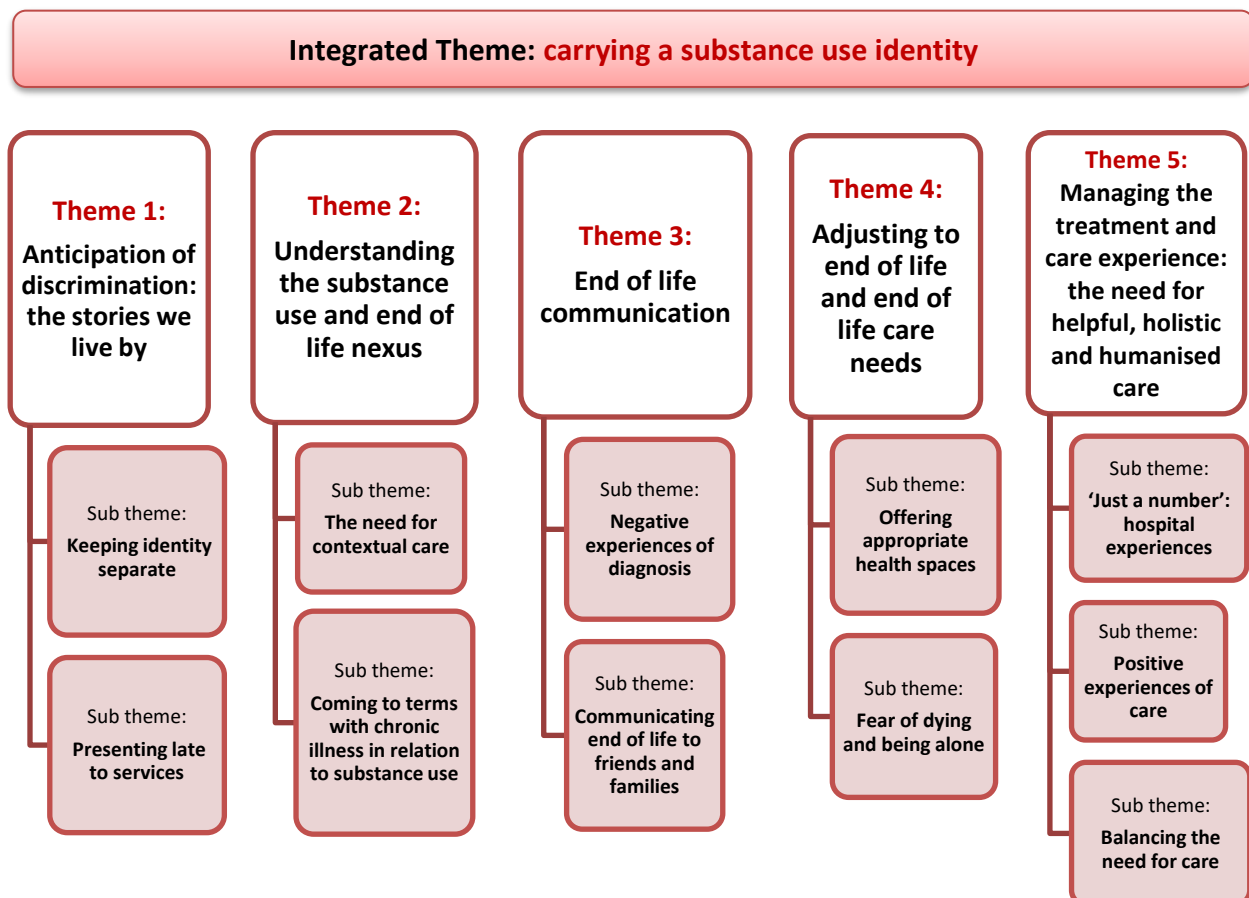 Integrated Theme: carrying a substance use identity
Theme 1:
Anticipation of
discrimination:
the stories we
live by
Sub theme:
Keeping identity
separate
Sub theme:
Presenting late
to services
Theme 2:
Understanding
the substance
use and end of
life nexus
Sub theme:
The need for
contextual care
Sub theme:
Coming to terms
with chronic
illness in relation
to substance use
Theme 3:
End of life
communication
Sub theme:
Negative
experiences of
diagnosis
Sub theme:
Communicating
end of life to
friends and
families
Theme 4:
Adjusting to
end of life
and end of
life care
needs
Sub theme:
Offering
appropriate
health spaces
Sub theme:
Fear of dying
and being alone
Theme 5:
Managing the
treatment and
care experience:
the need for
helpful, holistic
and humanised
care
Sub theme:
‘Just a number’:
hospital
experiences
Sub theme:
Positive
experiences of
care
Sub theme:
Balancing the
need for care